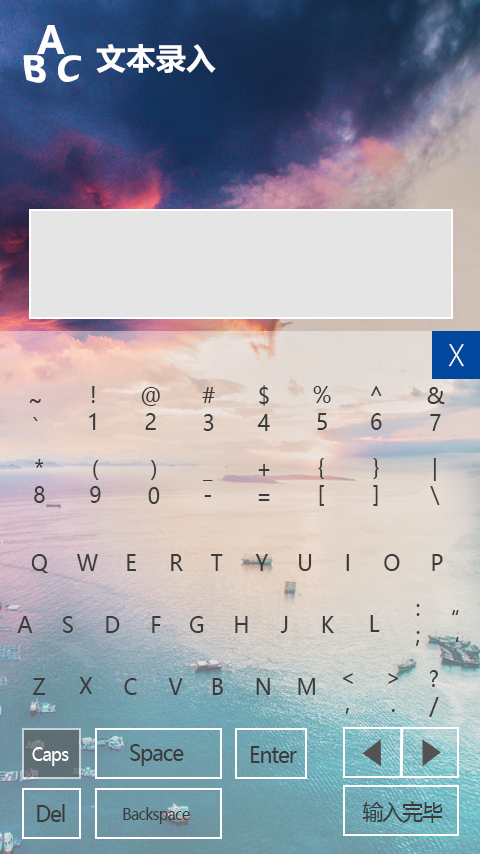 ABC 文本录入
X
~ ! @ # $ % ^ &
` 1 2 3 4 5 6 7
* ( ) _ + { } |
8 9 0 - = [ ] \
Q W E R T Y U I O P
A S D F G H J K L : ; “ '
Z X C V B N M < , > . ? /
Caps Space Enter
Del Backspace 输入完毕